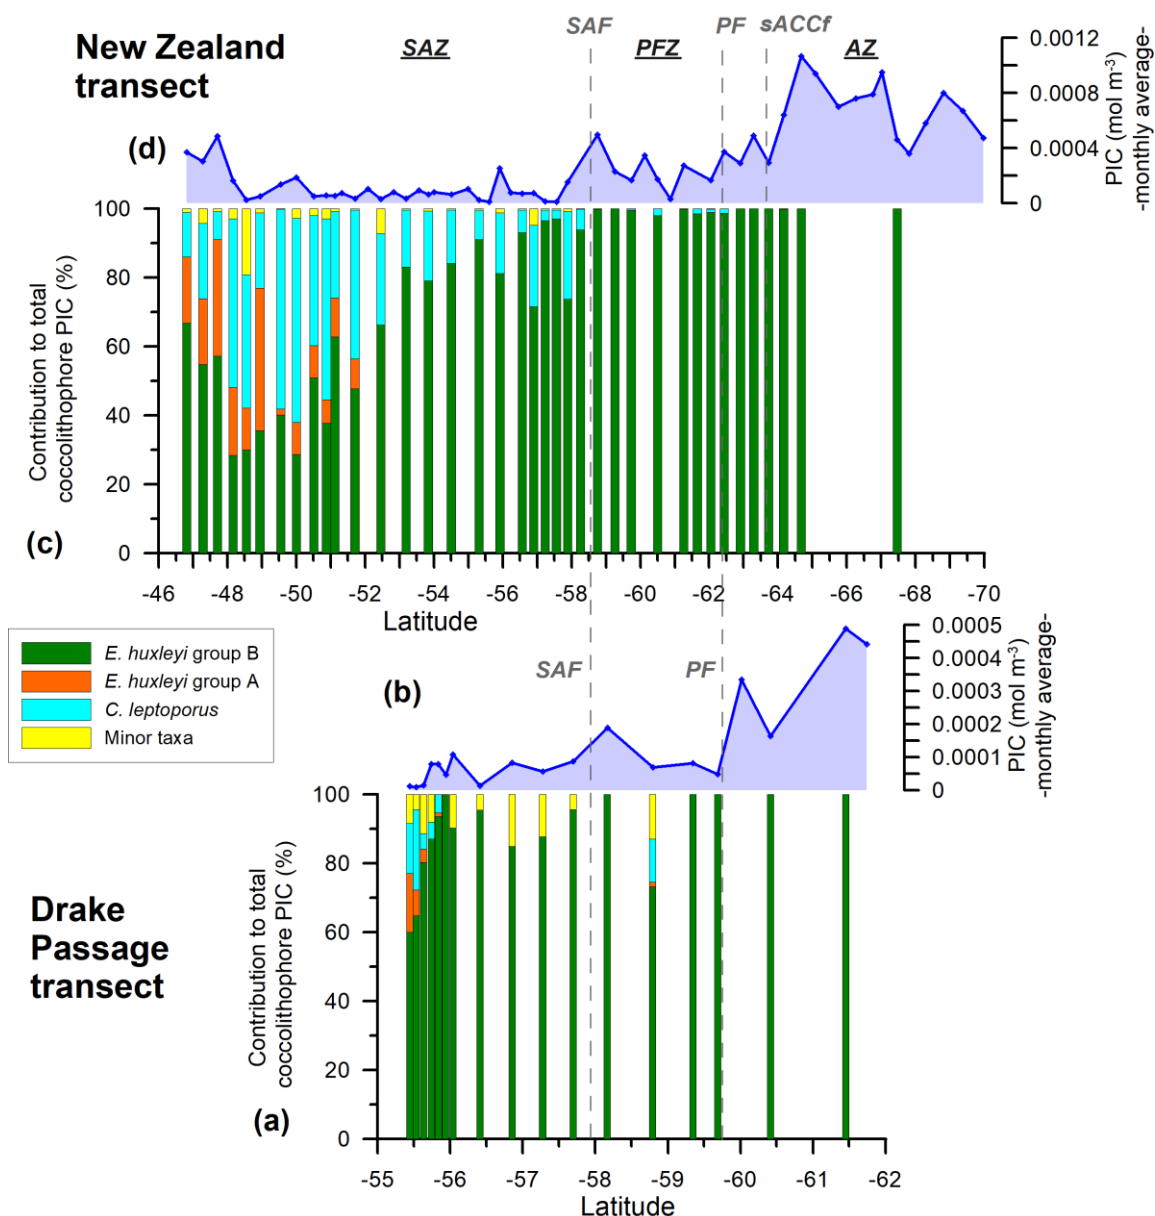 New Zealand
transect
SAZ
SAF
PFZ
PF
sACCf
AZ
0.0012
0.0008
0.0004
0
PIC (mol m-3)
-monthly average-
(d)
100
80
60
40
20
0
Contribution to total
coccolithophore PIC (%)
(c)
-46 -48 -50 -52 -54 -56 -58 -60 -62 -64 -66 -68 -70
Latitude
E. huxleyi group B
E. huxleyi group A
C. leptoporus
Minor taxa
(b)
SAF
PF
0.0005
0.0004
0.0003
0.0002
0.0001
0
PIC (mol m-3)
-monthly average-
Drake
Passage
transect
100
80
60
40
20
0
Contribution to total
coccolithophore PIC (%)
(a)
-55 -56 -57 -58 -59 -60 -61 -62
Latitude